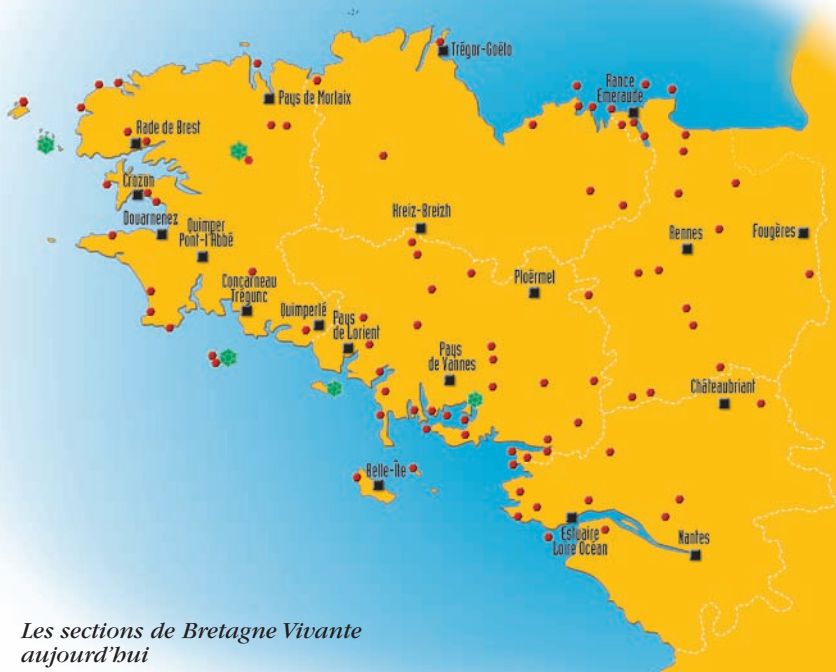 Trégor-Goëlo
Rance
Emeraude
Pays de Morlaix
Rade de Brest
Crozon
Douarnenez
Quimper
Pont-l'Abbé
Kreiz-Breizh
Rennes
Fougères
Concarneau
Trégunc
Ploërmel
Quimperlé
Pays
de Lorient
Pays
de Vannes
Châteaubriant
Belle-Île
Estuaire
Loire Océan
Nantes
Les sections de Bretagne Vivante
aujourd'hui